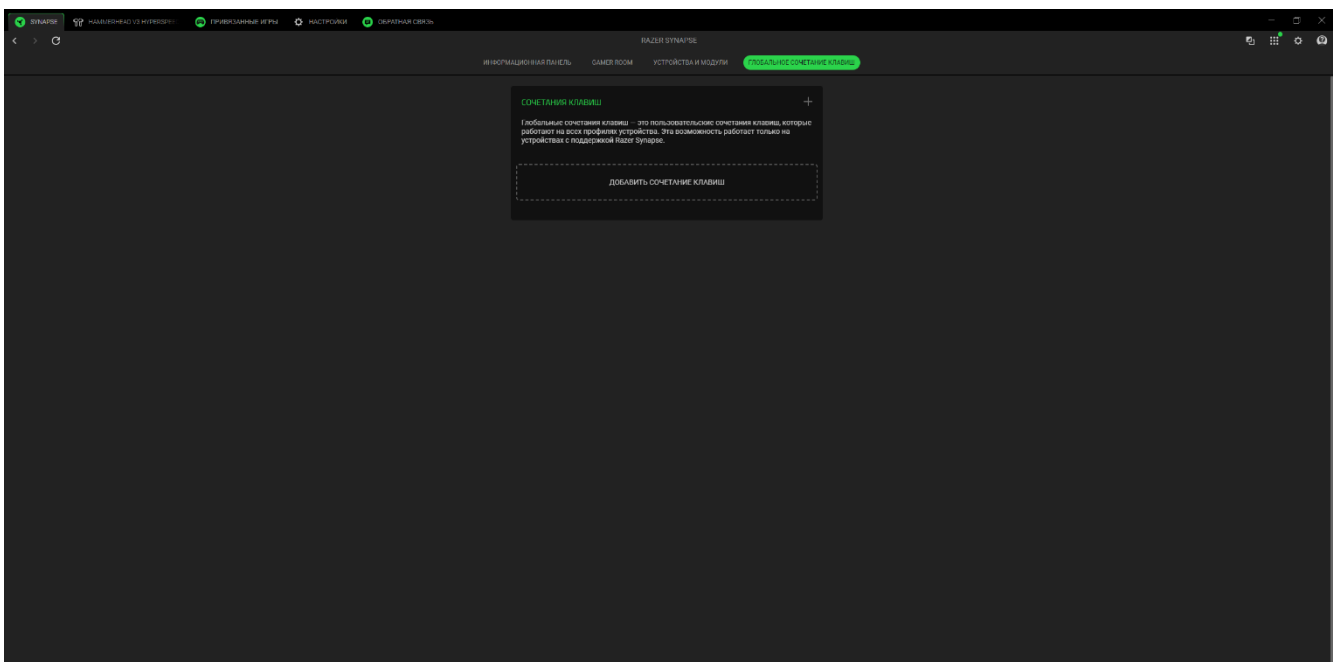 SYNAPSE
HAMMERHEAD V3 HYPERSPEE
ПРИВЯЗАННЫЕ ИГРЫ
НАСТРОЙКИ
ОБРАТНАЯ СВЯЗЬ
RAZER SYNAPSE
ИНФОРМАЦИОННАЯ ПАНЕЛЬ
GAMER ROOM
УСТРОЙСТВА И МОДУЛИ
ГЛОБАЛЬНОЕ СОЧЕТАНИЕ КЛАВИШ
СОЧЕТАНИЯ КЛАВИШ
Глобальные сочетания клавиш — это пользовательские сочетания клавиш, которые
работают на всех профилях устройства. Эта возможность работает только на
устройствах с поддержкой Razer Synapse.
ДОБАВИТЬ СОЧЕТАНИЕ КЛАВИШ